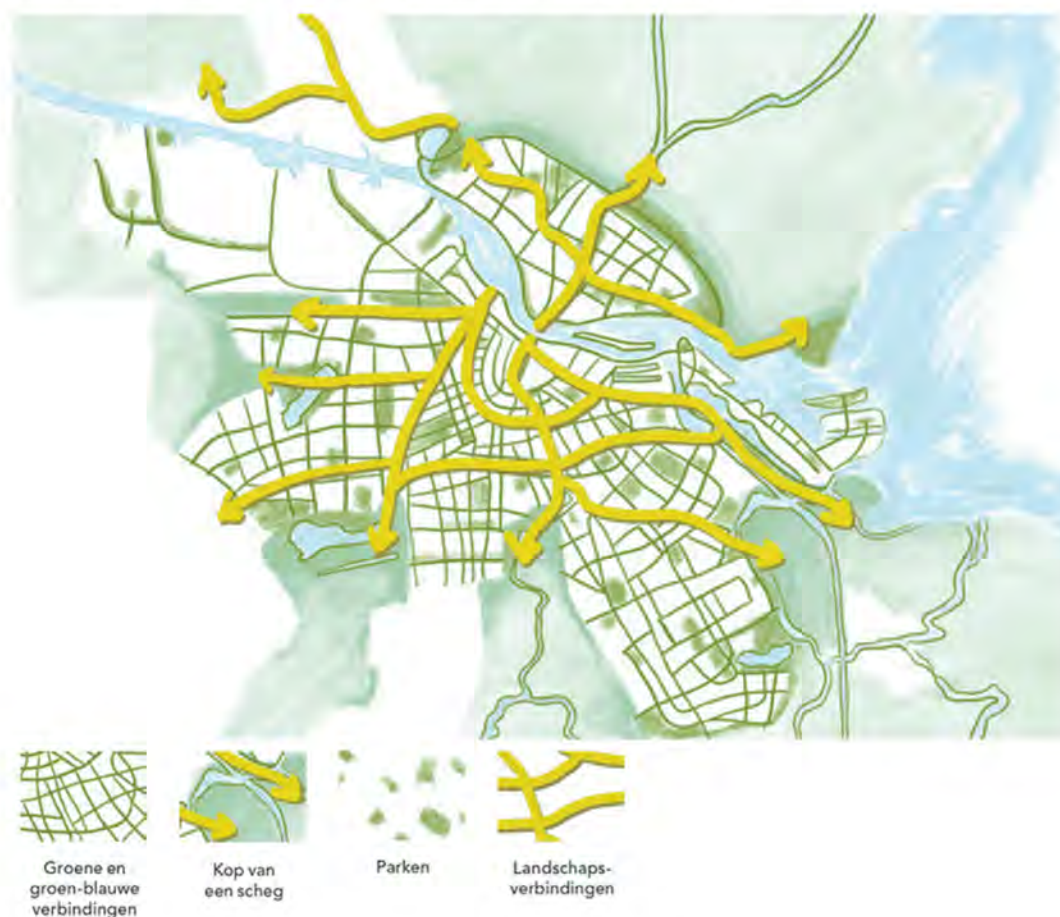 Groene en
groen-blauwe
verbindingen
Kop van
een scheg
Parken
Landschaps-
verbindingen